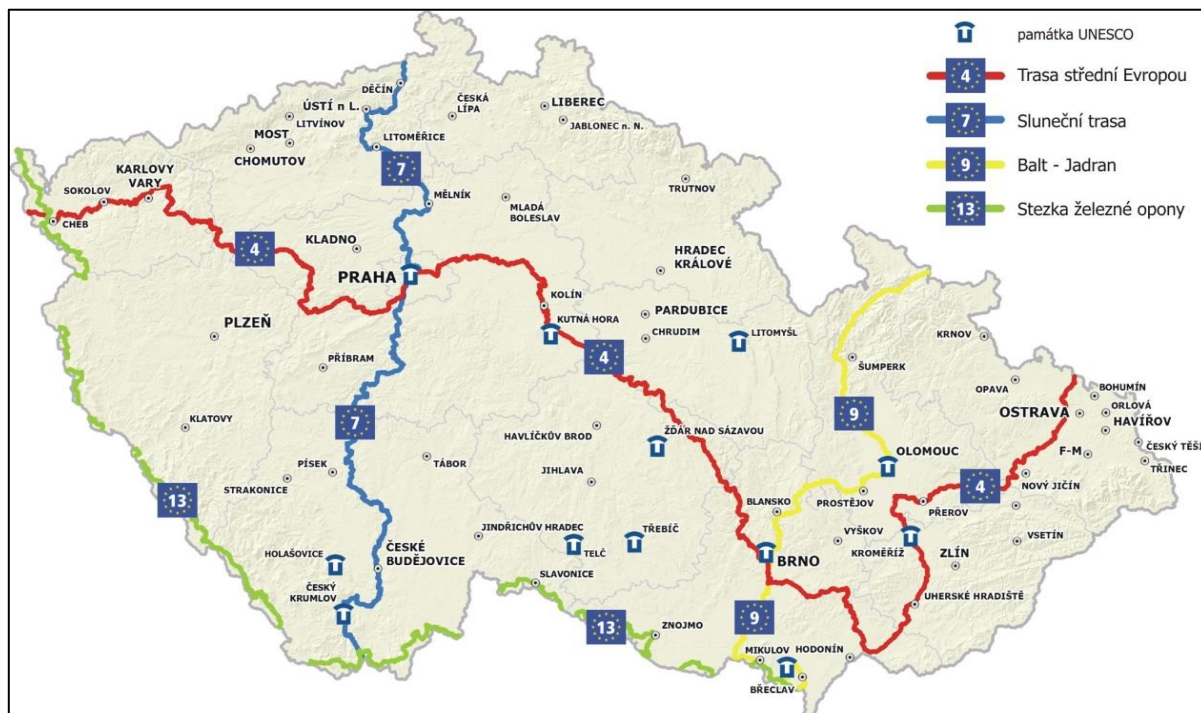 památka UNESCO
4 Trasa střední Evropou
7 Sluneční trasa
9 Balt - Jadran
13 Stezka železné opony
DĚČÍN
ÚSTÍ n L.
LITVÍNOV
ČESKÁ
LÍPA
LIBEREC
JABLONEC n. N.
MOST
CHOMUTOV
LITOMĚŘICE
7
KARLOVY
VARY
SOKOLOV
CHEB
MĚLNÍK
MLADÁ
BOLESLAV
TRUTNOV
4
KLADNO
PRAHA
HRADEC
KRÁLOVÉ
KOLÍN
KUTNÁ HORA
PARDUBICE
CHRUDIM
LITOMYŠL
PLZEŇ
PŘÍBRAM
4
ŠUMPERK
KRNOV
OPAVA
BOHUMÍN
OSTRAVA
ORLOVÁ
HAVÍŘOV
KLATOVY
7
HAVLÍČKŮV BROD
ŽĎÁR NAD SÁZAVOU
9
OLOMOUC
F-M
ČESKÝ TĚŠÍ
TŘINEC
PÍSEK
TÁBOR
STRAKONICE
JIHLAVA
13
BLANSKO
PROSTĚJOV
PŘEROV
4
NOVÝ JIČÍN
JINDŘICHŮV HRADEC
TELČ
TŘEBÍČ
BRNO
VYŠKOV
KROMĚŘÍŽ
ZLÍN
VSETÍN
HOLAŠOVICE
ČESKÉ
BUDĚJOVICE
ČESKÝ
KRUMLOV
SLAVONICE
UHERSKÉ HRADIŠTĚ
13
ZNOJMO
9
MIKULOV
HODONÍN
BŘECLAV